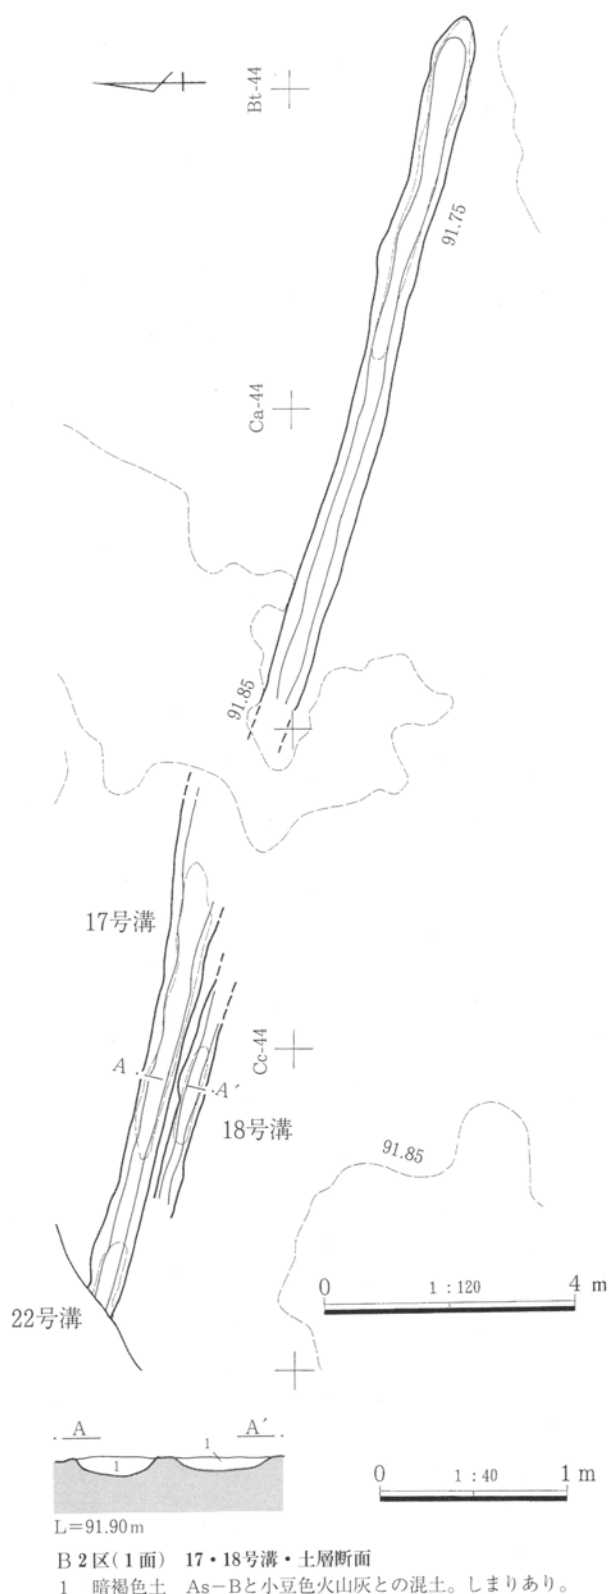 Bt-44
91.75
Ca-44
91.85
17号溝
Cc-44
A
A′
18号溝
91.85
0 1：120 4 m
22号溝
A A′
1
1
0 1：40 1 m
L=91.90m
B 2区(1面) 17・18号溝・土層断面
1 暗褐色土 As−Bと小豆色火山灰との混土。しまりあり。